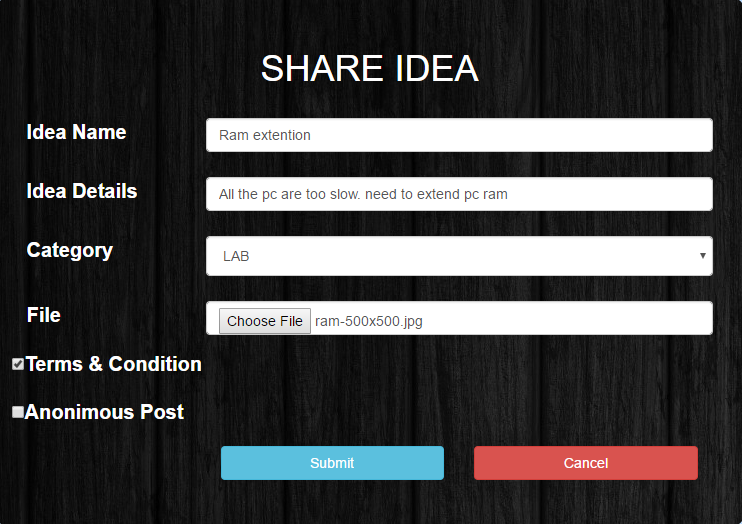 SHARE IDEA
Idea Name
Ram extention
Idea Details
All the pc are too slow. need to extend pc ram
Category
LAB
File
Choose File ram-500x500.jpg
Terms & Condition
Anonimous Post
Submit
Cancel